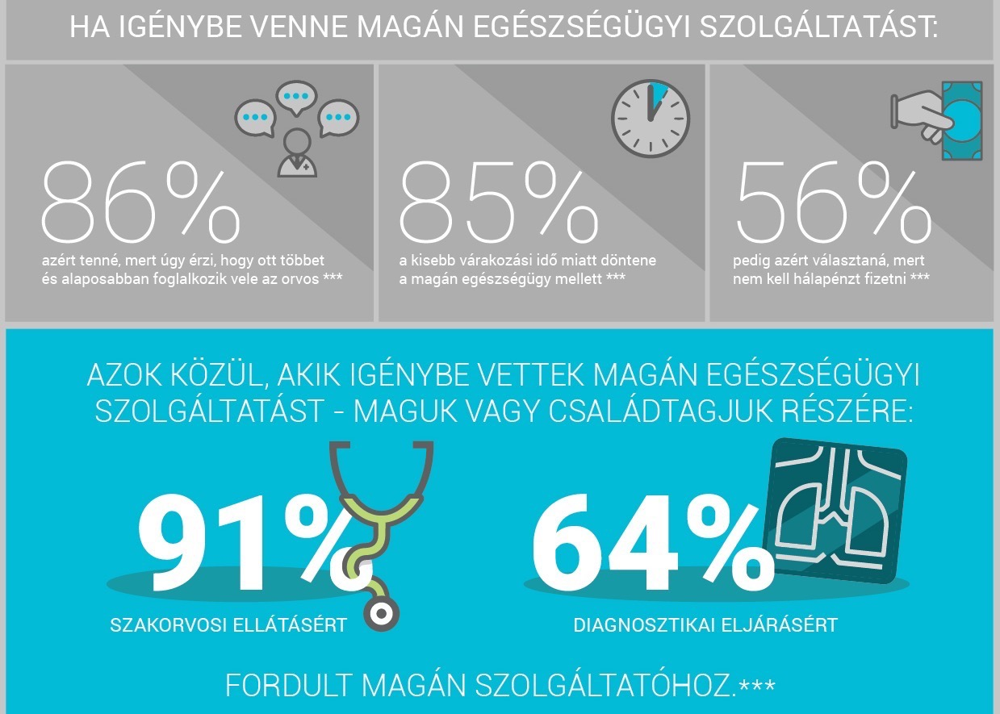 HA IGÉNYBE VENNE MAGÁN EGÉSZSÉGÜGYI SZOLGÁLTATÁST:
86%
azért tenné, mert úgy érzi, hogy ott többet
és alaposabban foglalkozik vele az orvos ***
85%
a kisebb várakozási idő miatt döntene
a magán egészségügy mellett ***
56%
pedig azért választaná, mert
nem kell hálapénzt fizetni ***
AZOK KÖZÜL, AKIK IGÉNYBE VETTEK MAGÁN EGÉSZSÉGÜGYI
SZOLGÁLTATÁST - MAGUK VAGY CSALÁDTAGJUK RÉSZÉRE:
91%
SZAKORVOSI ELLÁTÁSÉRT
64%
DIAGNOSZTIKAI ELJÁRÁSÉRT
FORDULT MAGÁN SZOLGÁLTATÓHOZ.***